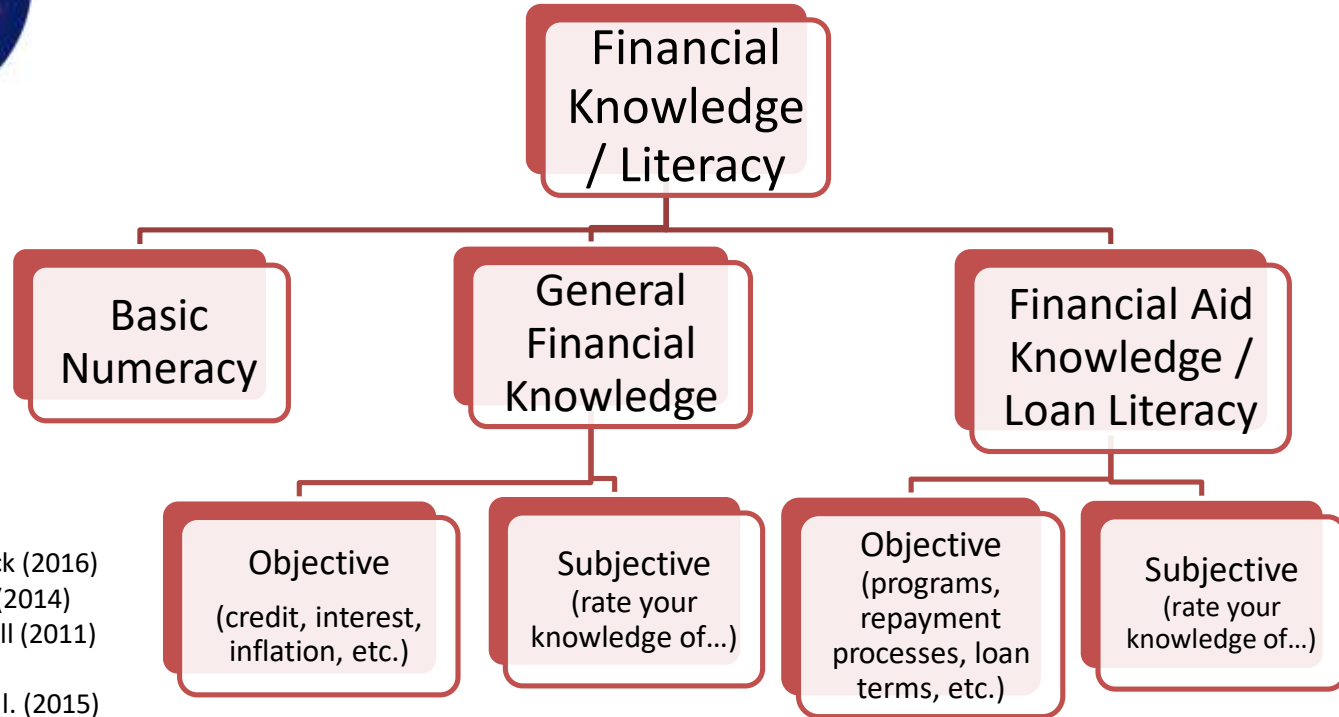 Financial
Knowledge
/ Literacy
Basic
Numeracy
General
Financial
Knowledge
Financial Aid
Knowledge /
Loan Literacy
Objective
(credit, interest,
inflation, etc.)
Subjective
(rate your
knowledge of…)
Objective
(programs,
repayment
processes, loan
terms, etc.)
Subjective
(rate your
knowledge of…)
(2016)
(2014)
(2011)
(2015)